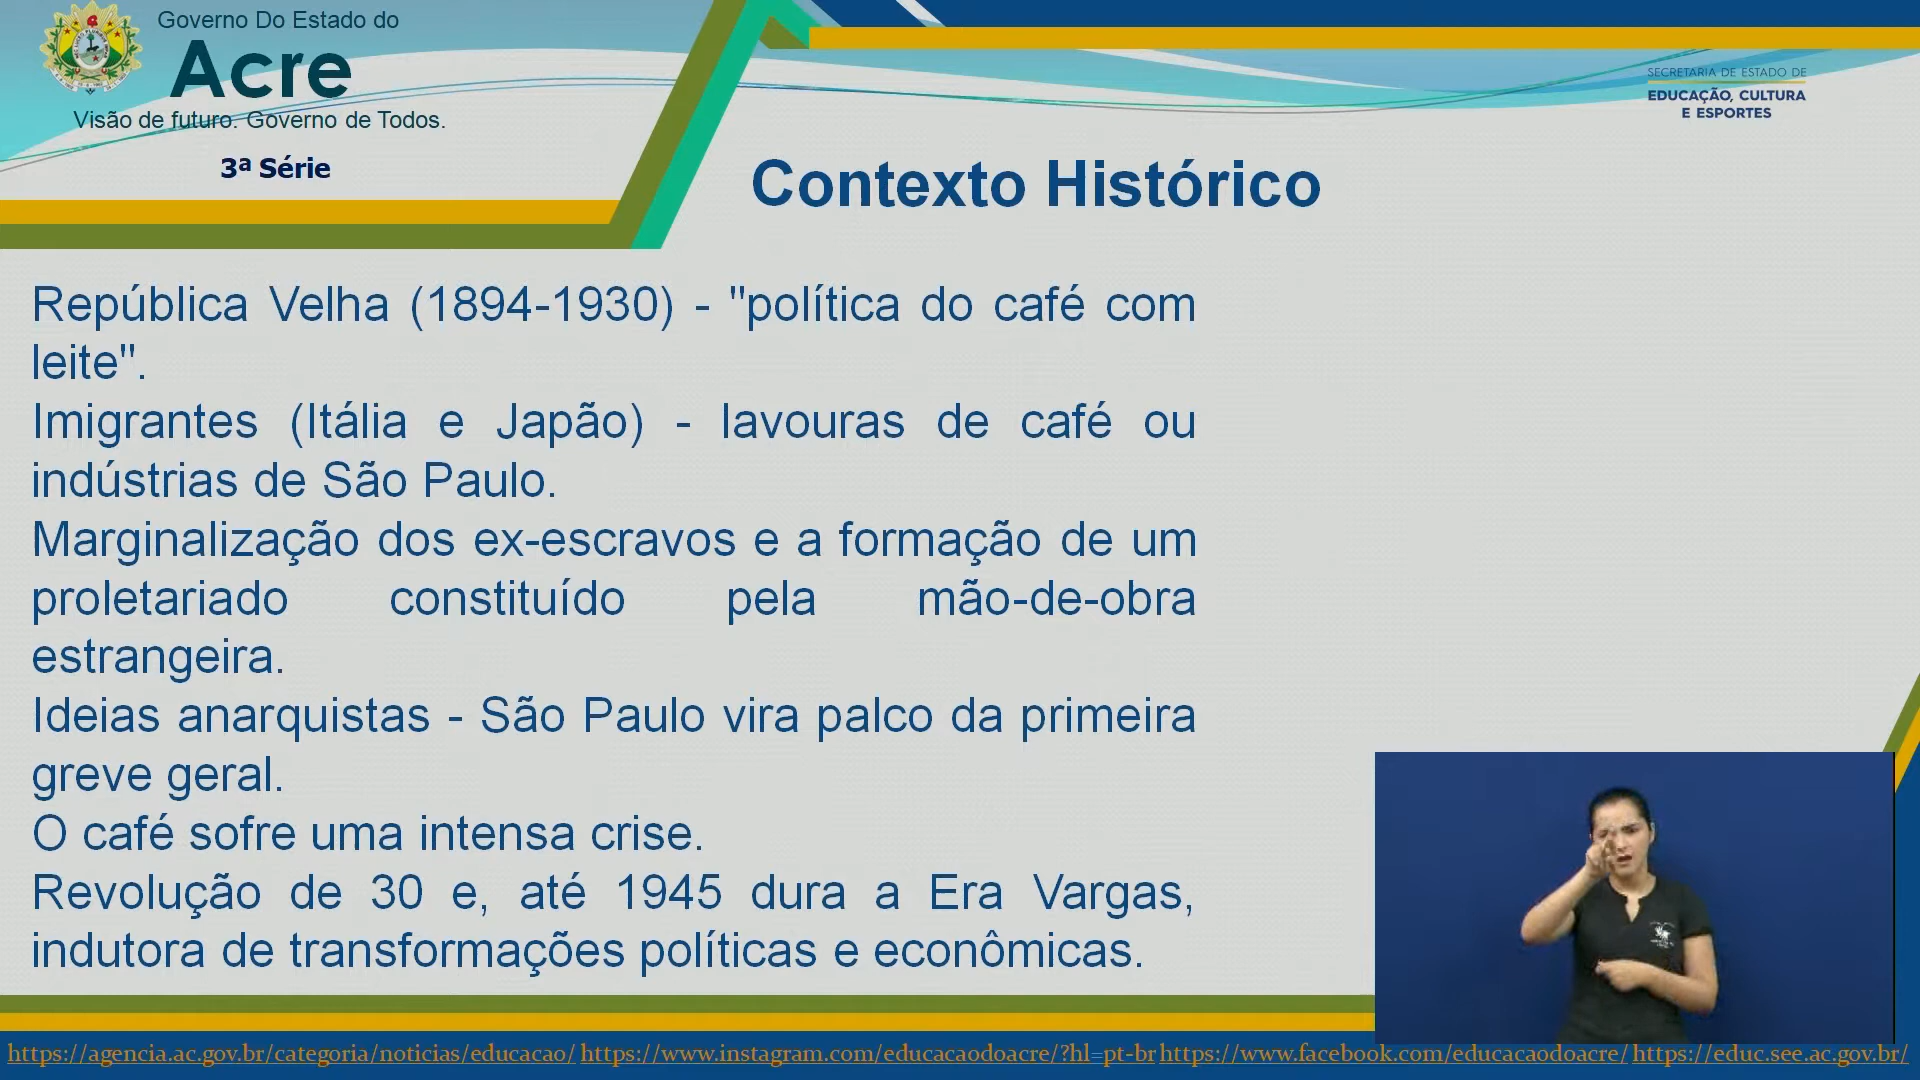 Governo Do Estado do
Acre
Visão de futuro. Governo de Todos.
3ª Série
SECRETARIA DE ESTADO DE
EDUCAÇÃO, CULTURA
E ESPORTES
Contexto Histórico
República Velha (1894-1930) - "política do café com
leite".
Imigrantes (Itália e Japão) - lavouras de café ou
indústrias de São Paulo.
Marginalização dos ex-escravos e a formação de um
proletariado constituído pela mão-de-obra
estrangeira.
Ideias anarquistas - São Paulo vira palco da primeira
greve geral.
O café sofre uma intensa crise.
Revolução de 30 e, até 1945 dura a Era Vargas,
indutora de transformações políticas e econômicas.
https://agencia.ac.gov.br/categoria/noticias/educacao/ https://www.instagram.com/educacaodoacre/?hl=pt-br https://www.facebook.com/educacaodoacre/ https://educ.see.ac.gov.br/